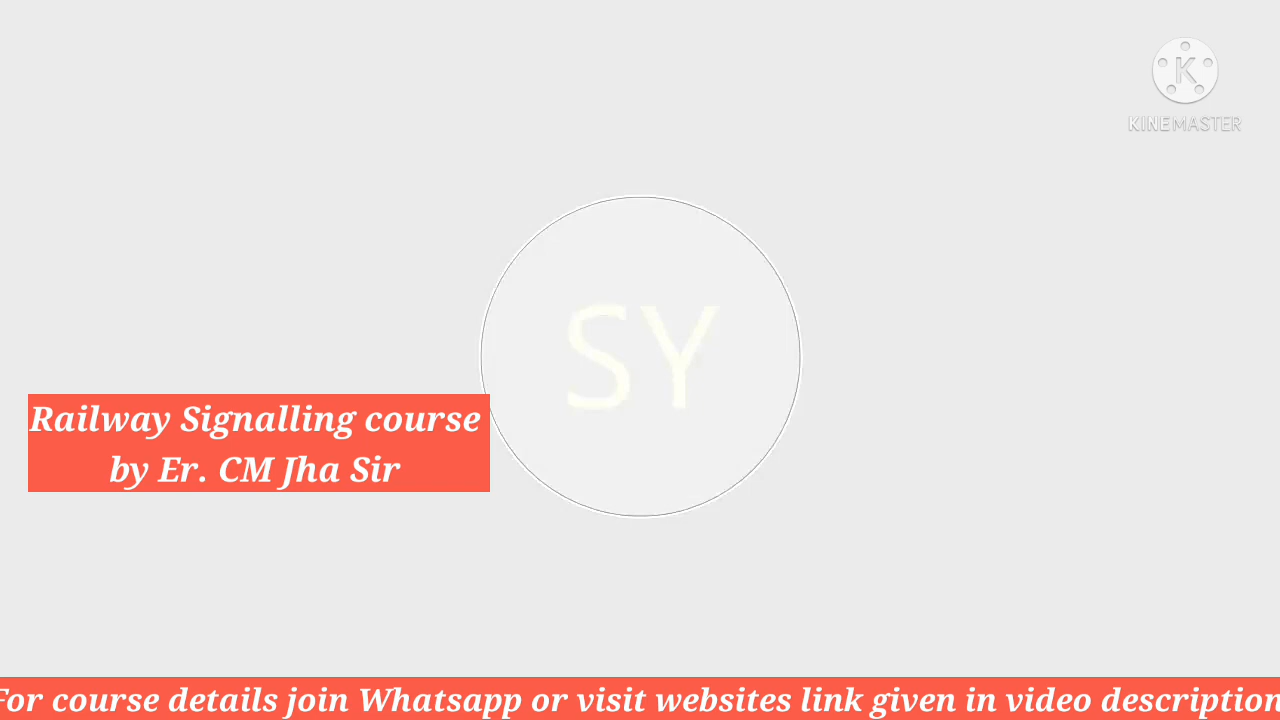 K
KINEMASTER
SY
Railway Signalling course
by Er. CM Jha Sir
For course details join Whatsapp or visit websites link given in video description